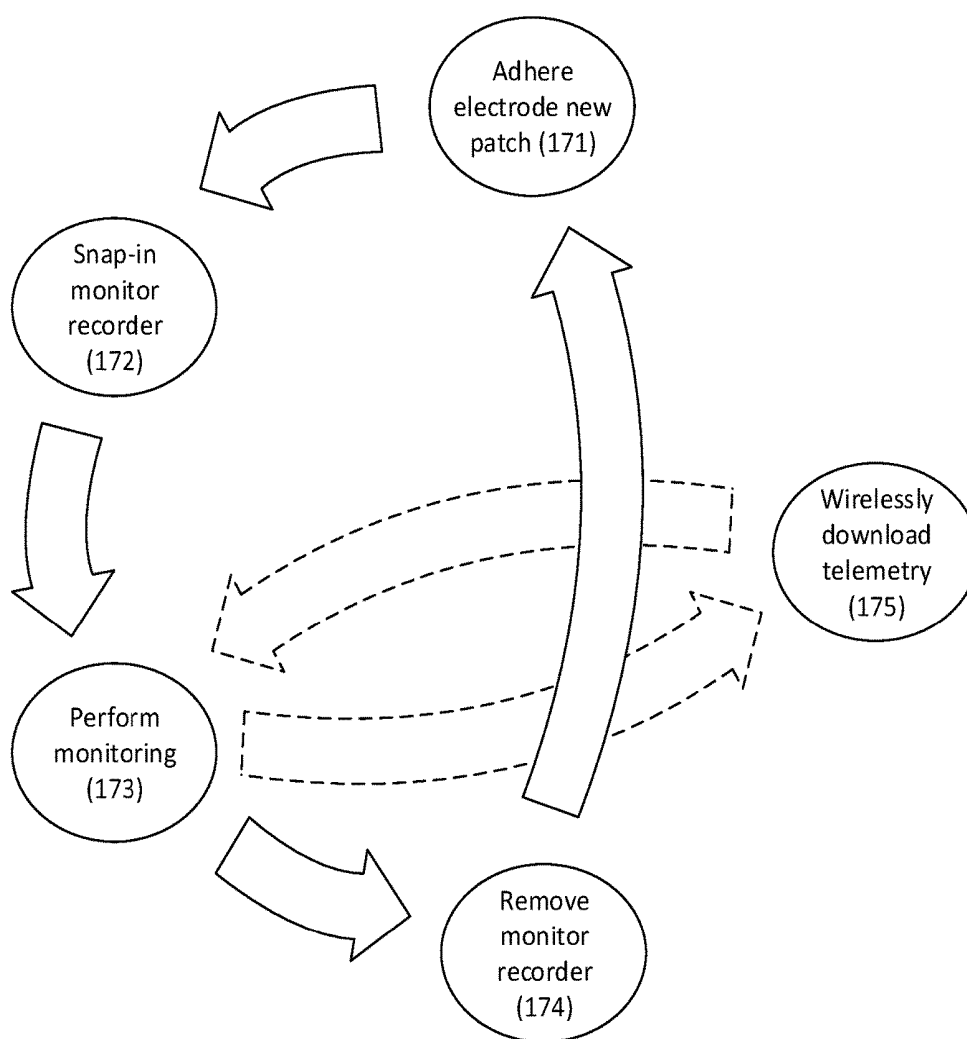 Adhere
electrode new
patch (171)
Snap-in
monitor
recorder
(172)
Wirelessly
download
telemetry
(175)
Perform
monitoring
(173)
Remove
monitor
recorder
(174)